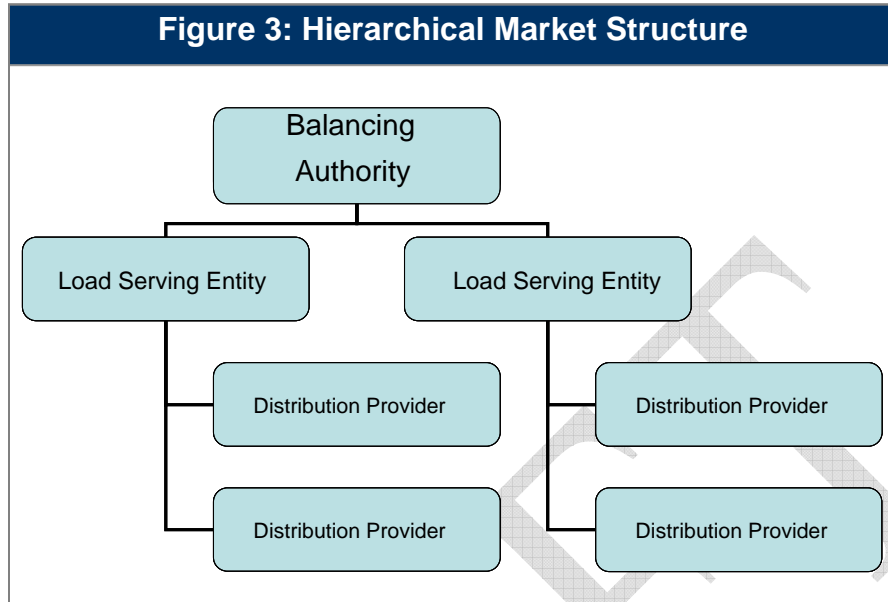 Figure 3: Hierarchical Market Structure
Balancing
Authority
Load Serving Entity
Load Serving Entity
Distribution Provider
Distribution Provider
Distribution Provider
Distribution Provider